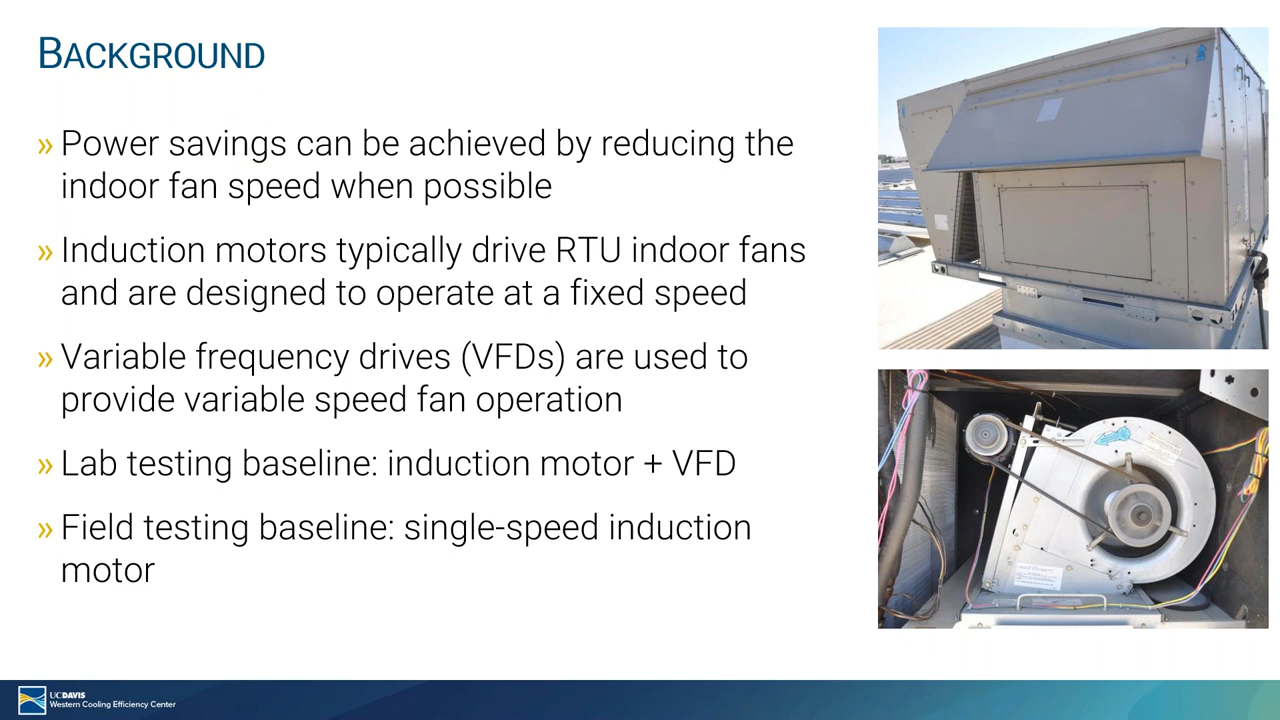 BACKGROUND
» Power savings can be achieved by reducing the
indoor fan speed when possible
» Induction motors typically drive RTU indoor fans
and are designed to operate at a fixed speed
» Variable frequency drives (VFDs) are used to
provide variable speed fan operation
» Lab testing baseline: induction motor + VFD
» Field testing baseline: single-speed induction
motor
UCDAVIS
Western Cooling Efficiency Center